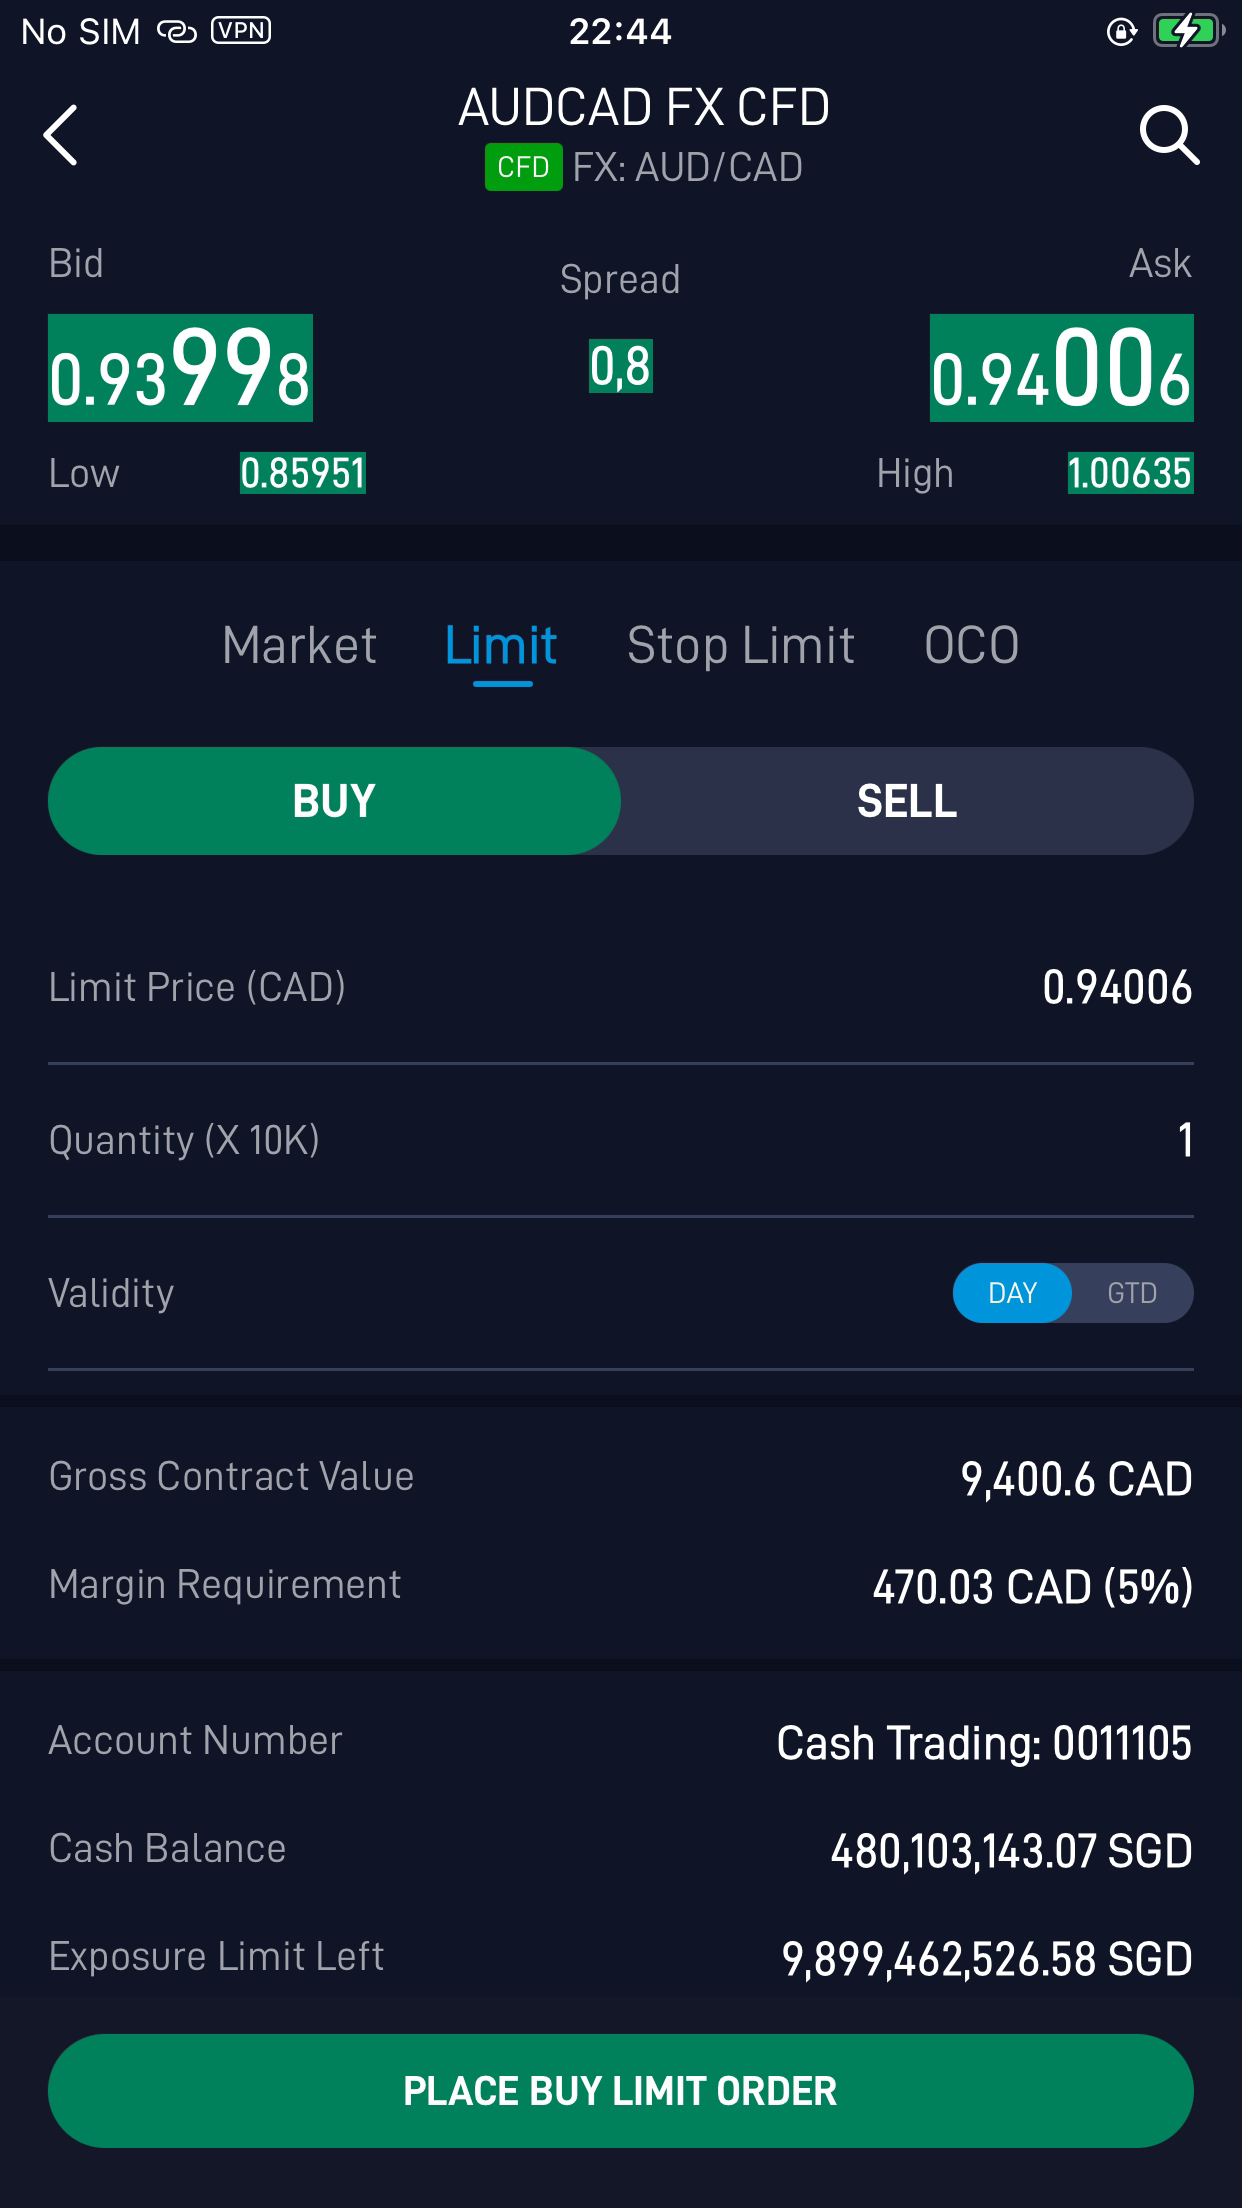 No SIM VPN 22:44
AUDCAD FX CFD
CFD FX: AUD/CAD
Bid Spread Ask
0.93998 0,8 0.94006
Low 0.85951 High 1.00635
Market Limit Stop Limit OCO
BUY SELL
Limit Price (CAD) 0.94006
Quantity (X 10K) 1
Validity DAY GTD
Gross Contract Value 9,400.6 CAD
Margin Requirement 470.03 CAD (5%)
Account Number Cash Trading: 0011105
Cash Balance 480,103,143.07 SGD
Exposure Limit Left 9,899,462,526.58 SGD
PLACE BUY LIMIT ORDER